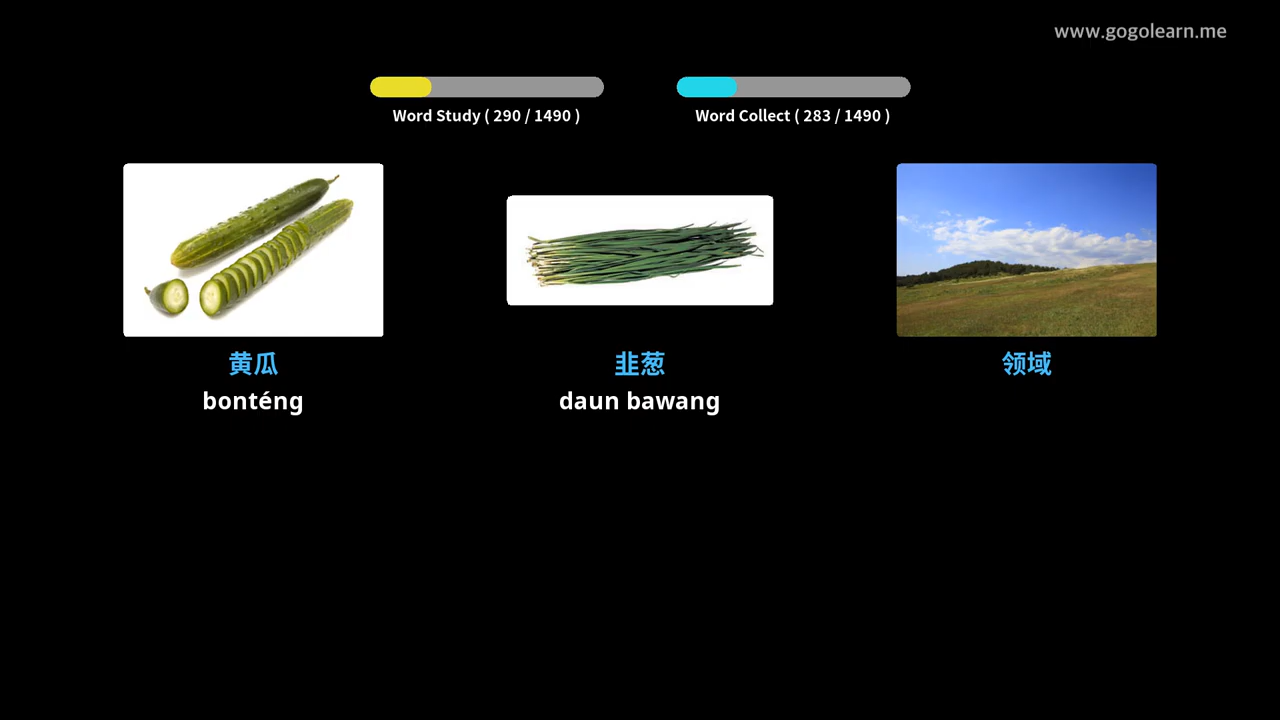 www.gogolearn.me
Word Study ( 290 / 1490 )
Word Collect ( 283 / 1490 )
黄瓜
韭葱
领域
bonténg
daun bawang